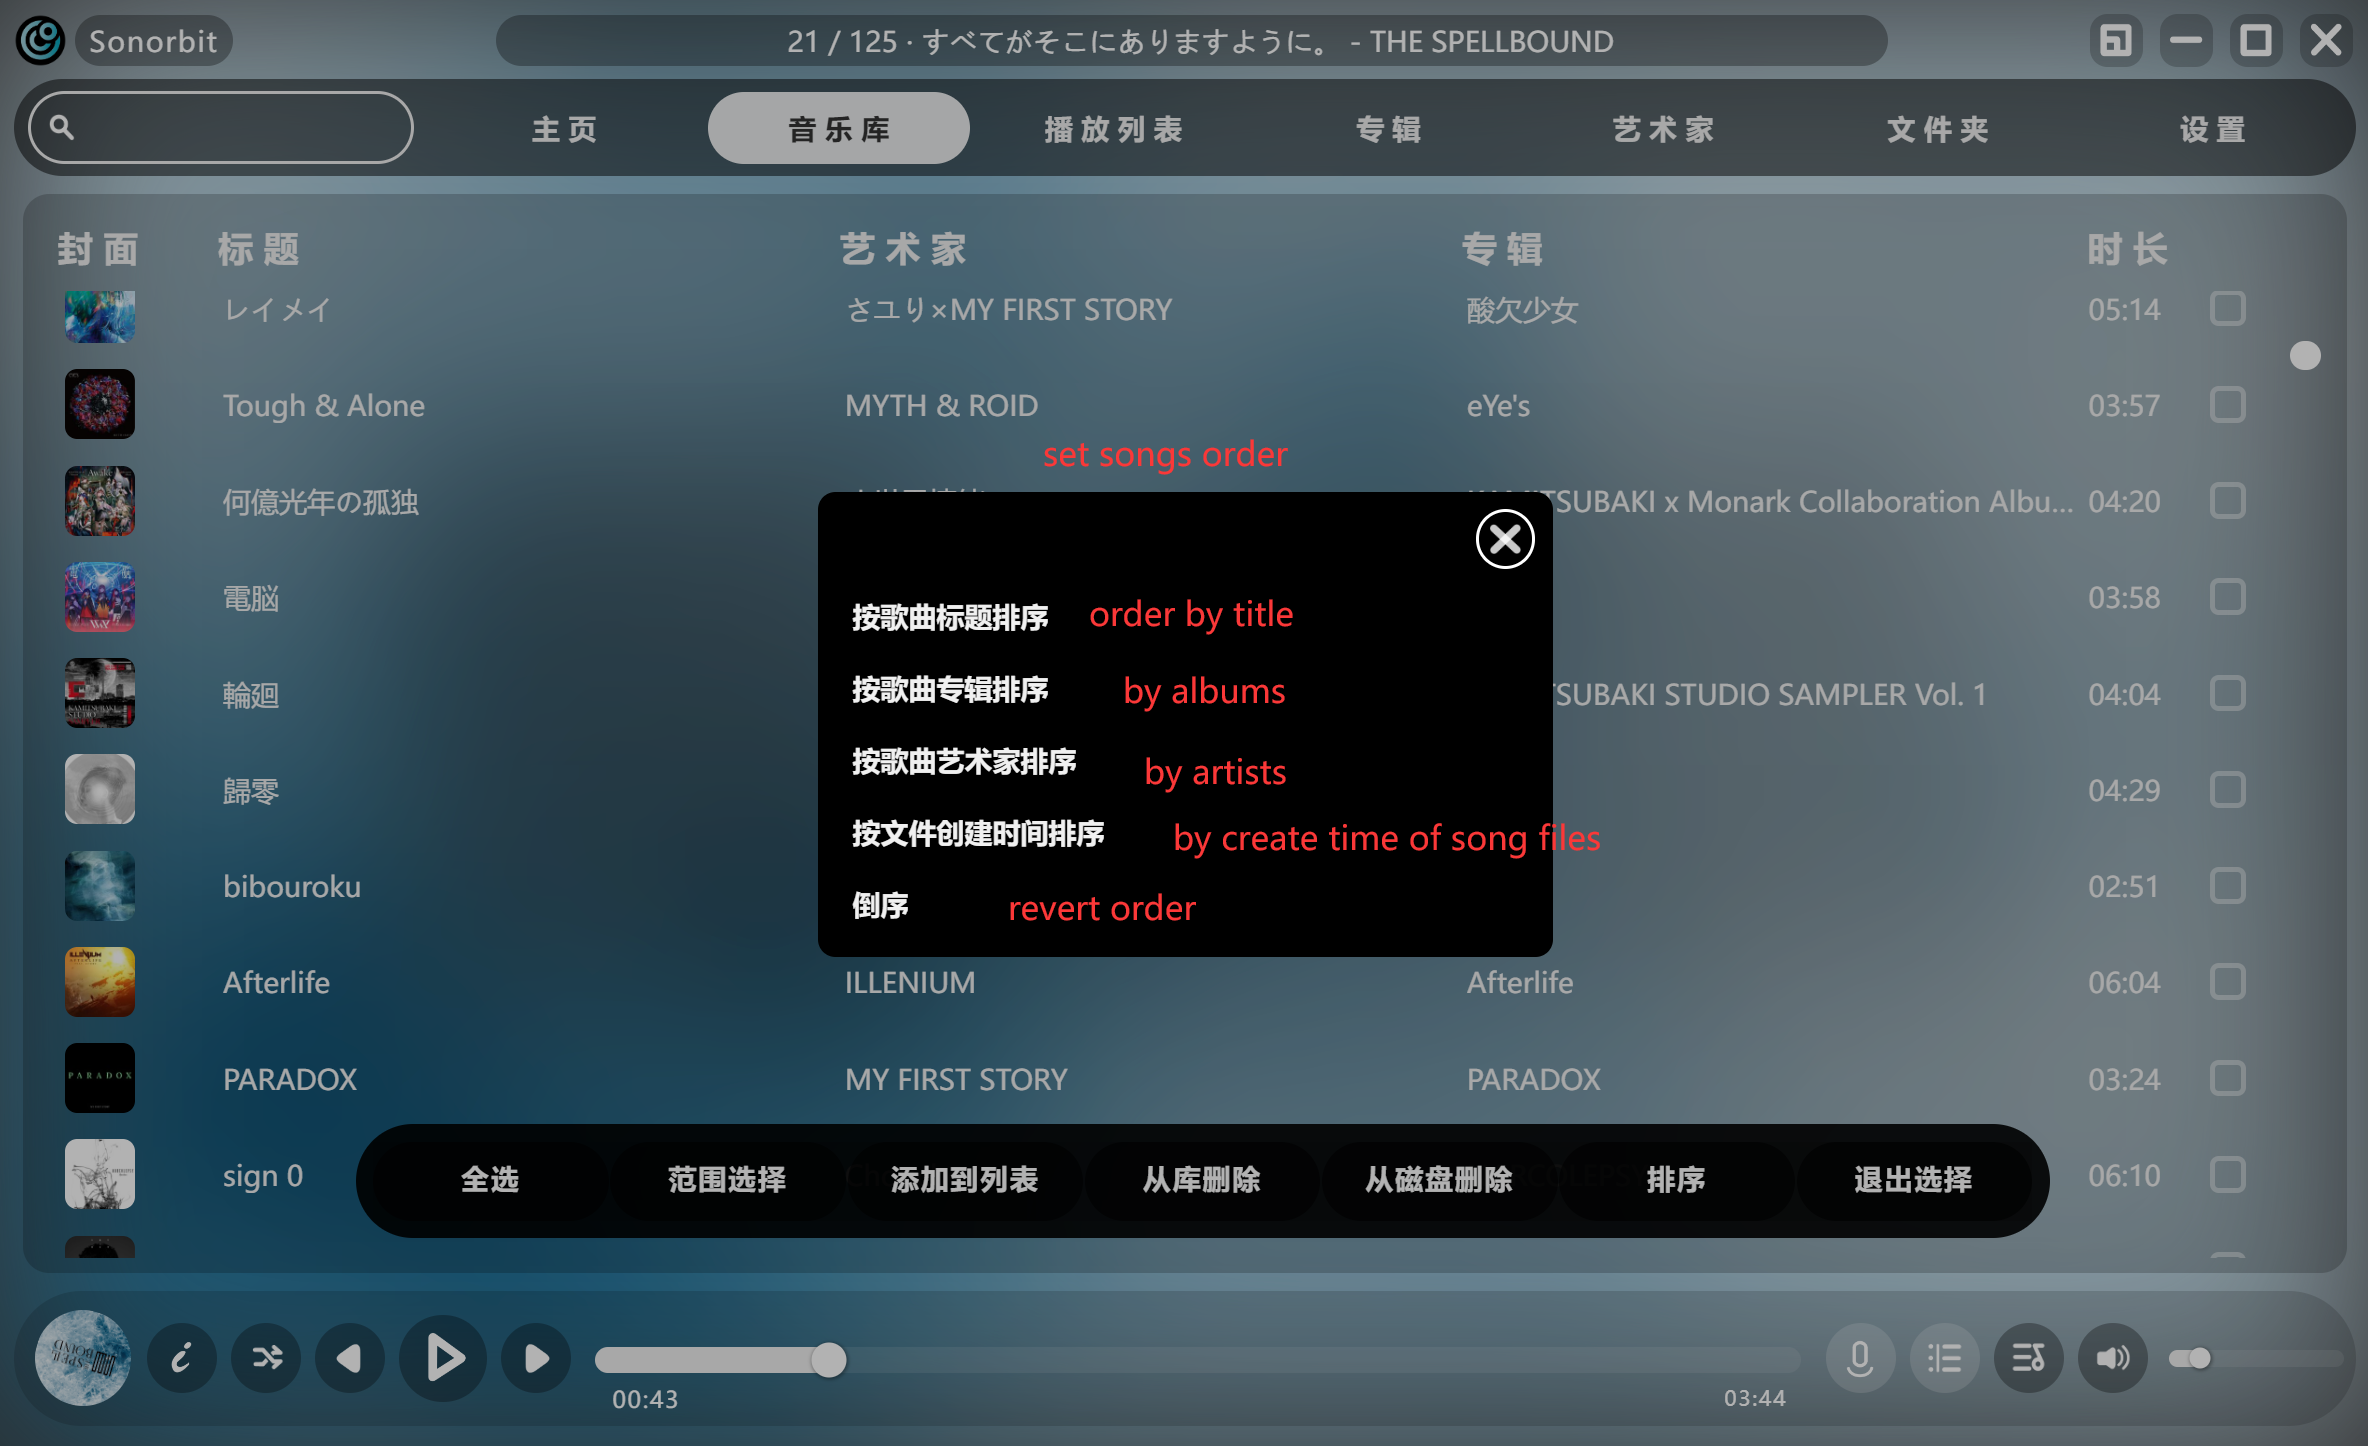 Sonorbit
21 / 125 · すべてがそこにありますように。 - THE SPELLBOUND
主页
音乐库
播放列表
专辑
艺术家
文件夹
设置
封面
标题
艺术家
专辑
时长
レイメイ
さユり×MY FIRST STORY
酸欠少女
05:14
Tough & Alone
MYTH & ROID
eYe's
03:57
set songs order
何億光年の孤独
TSUBAKI x Monark Collaboration Albu...
04:20
電脳
03:58
按歌曲标题排序
order by title
輪廻
TSUBAKI STUDIO SAMPLER Vol. 1
04:04
按歌曲专辑排序
by albums
歸零
04:29
按歌曲艺术家排序
by artists
按文件创建时间排序
by create time of song files
bibouroku
02:51
倒序
revert order
Afterlife
ILLENIUM
Afterlife
06:04
PARADOX
PARADOX
MY FIRST STORY
PARADOX
03:24
sign 0
06:10
全选
范围选择
添加到列表
从库删除
从磁盘删除
排序
退出选择
00:43
03:44